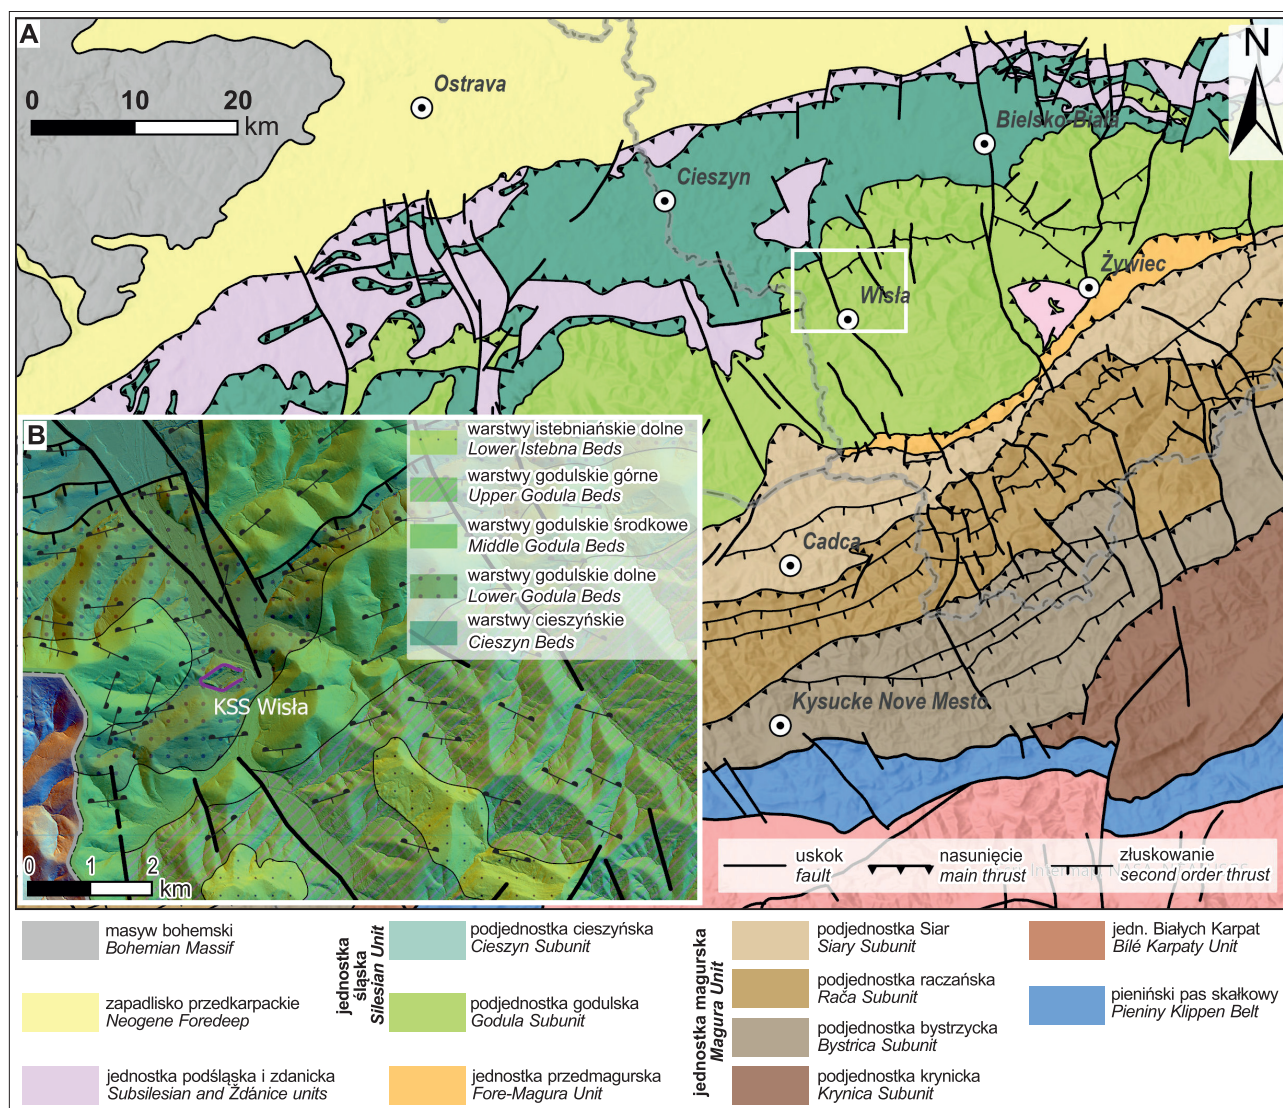 A
N
0 10 20
km
Ostrava
Bielsko-Biała
Cieszyn
Żywiec
Wisła
Cadca
Kysucke Nove Mesto
B
warstwy istebniańskie dolne
Lower Istebna Beds
warstwy godulskie górne
Upper Godula Beds
warstwy godulskie środkowe
Middle Godula Beds
warstwy godulskie dolne
Lower Godula Beds
warstwy cieszyńskie
Cieszyn Beds
KSS Wisła
0 1 2
km
uskok
fault
nasunięcie
main thrust
złuskowanie
second order thrust
masyw bohemski
Bohemian Massif
zapadlisko przedkarpackie
Neogene Foredeep
jednostka podśląska i zdanicka
Subsilesian and Ždánice units
jednostka
śląska
Silesian Unit
podjednostka cieszyńska
Cieszyn Subunit
podjednostka godulska
Godula Subunit
jednostka przedmagurska
Fore-Magura Unit
jednostka magurska
Magura Unit
podjednostka Siar
Siary Subunit
podjednostka raczańska
Rača Subunit
podjednostka bystrzycka
Bystrica Subunit
podjednostka krynicka
Krynica Subunit
jedn. Białych Karpat
Bílé Karpaty Unit
pieniński pas skałkowy
Pieniny Klippen Belt